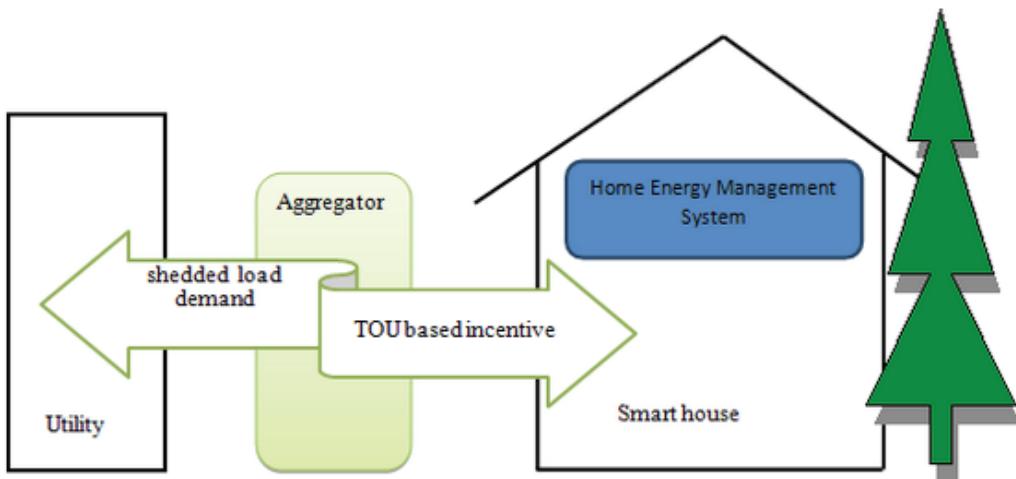 Home Energy Management
System
Aggregator
shedded load
demand
TOU based incentive
Utility
Smart house